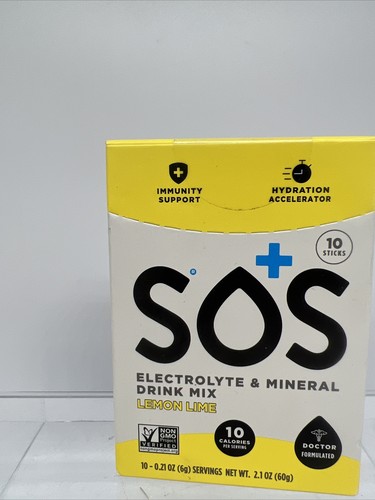 IMMUNITY
SUPPORT
HYDRATION
ACCELERATOR
10
STICKS
SOS
ELECTROLYTE & MINERAL
DRINK MIX
LEMON LIME
NON
GMO
Project
VERIFIED
10
CALORIES
PER SERVING
DOCTOR
FORMULATED
10 - 0.21 OZ (6g) SERVINGS NET WT. 2.1 OZ (60g)